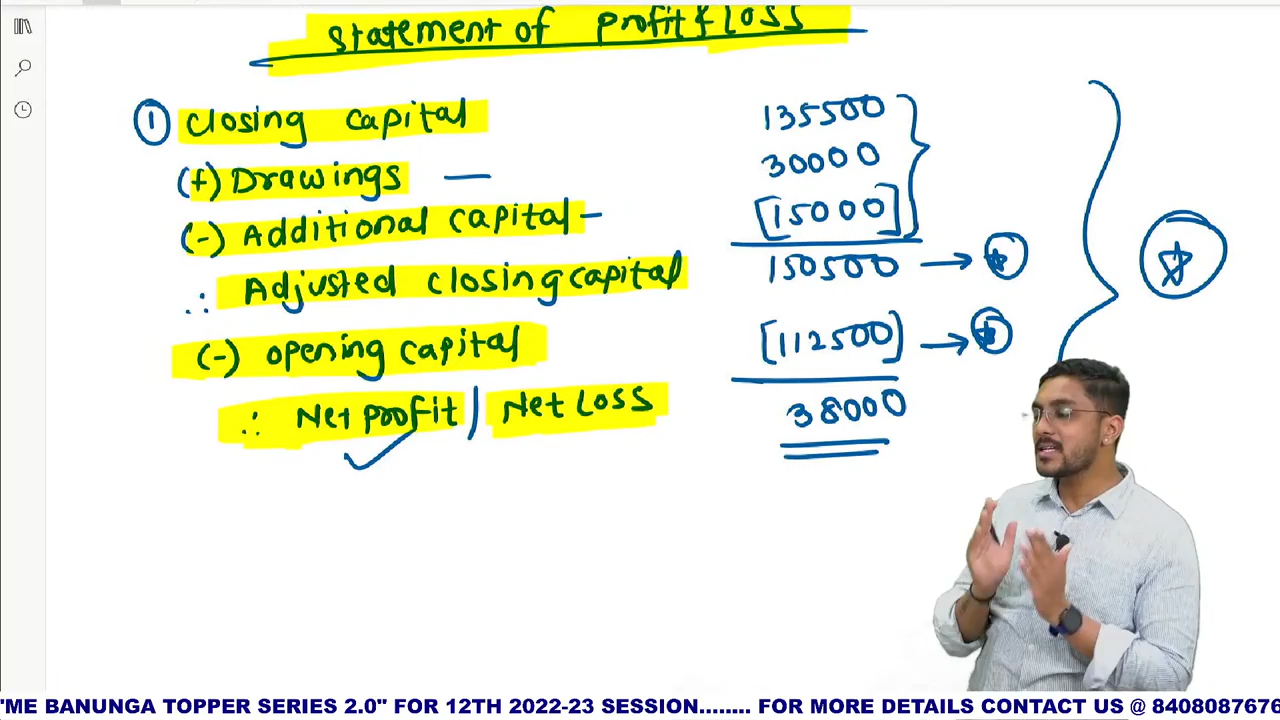 Statement of profit & Loss
① closing capital 135500
(+) Drawings — 30000
(-) Additional capital – [15000]
∴ Adjusted closing capital 150500 →
(-) opening capital [112500] →
∴ Net profit | Net Loss 38000
"ME BANUNGA TOPPER SERIES 2.0" FOR 12TH 2022-23 SESSION........ FOR MORE DETAILS CONTACT US @ 8408087676